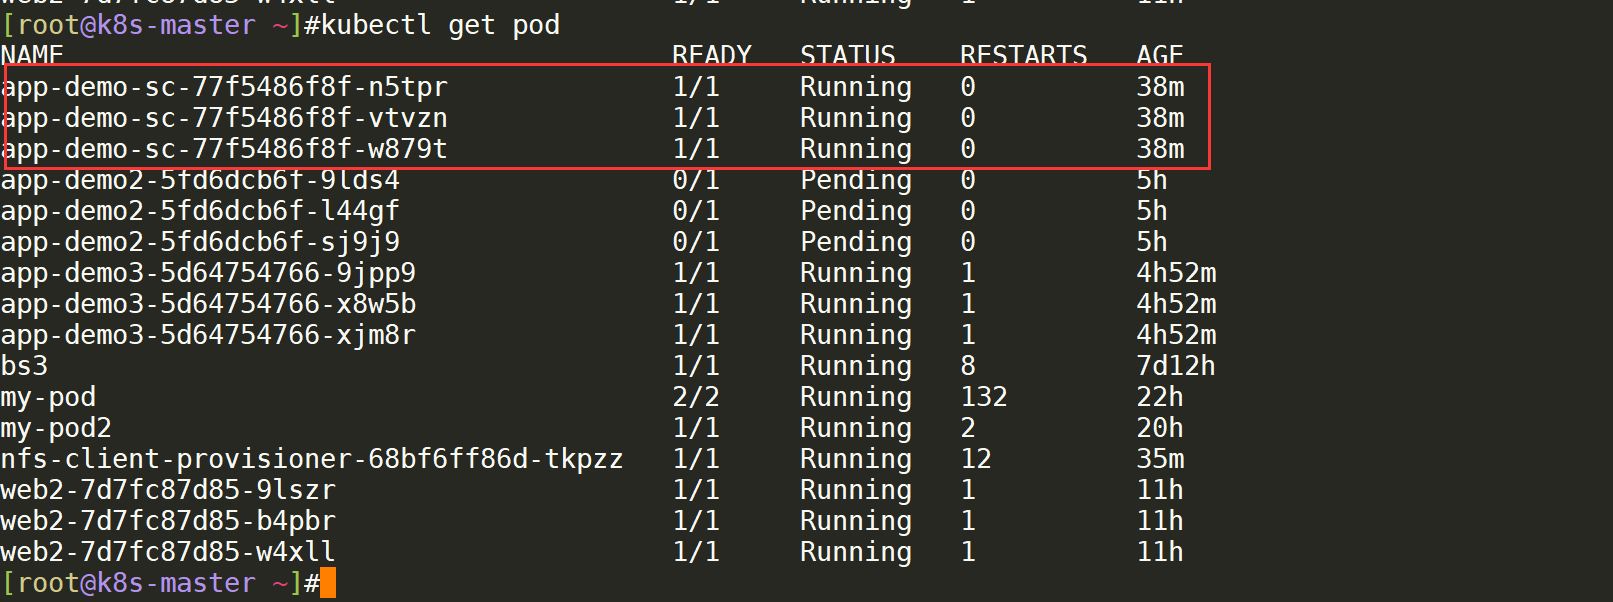 web2-7d7fc87d85-w4xll 1/1 Running 1 11h
[root@k8s-master ~]#kubectl get pod
NAME READY STATUS RESTARTS AGE
app-demo-sc-77f5486f8f-n5tpr 1/1 Running 0 38m
app-demo-sc-77f5486f8f-vtvzn 1/1 Running 0 38m
app-demo-sc-77f5486f8f-w879t 1/1 Running 0 38m
app-demo2-5fd6dcb6f-9lds4 0/1 Pending 0 5h
app-demo2-5fd6dcb6f-l44gf 0/1 Pending 0 5h
app-demo2-5fd6dcb6f-sj9j9 0/1 Pending 0 5h
app-demo3-5d64754766-9jpp9 1/1 Running 1 4h52m
app-demo3-5d64754766-x8w5b 1/1 Running 1 4h52m
app-demo3-5d64754766-xjm8r 1/1 Running 1 4h52m
bs3 1/1 Running 8 7d12h
my-pod 2/2 Running 132 22h
my-pod2 1/1 Running 2 20h
nfs-client-provisioner-68bf6ff86d-tkpzz 1/1 Running 12 35m
web2-7d7fc87d85-9lszr 1/1 Running 1 11h
web2-7d7fc87d85-b4pbr 1/1 Running 1 11h
web2-7d7fc87d85-w4xll 1/1 Running 1 11h
[root@k8s-master ~]#